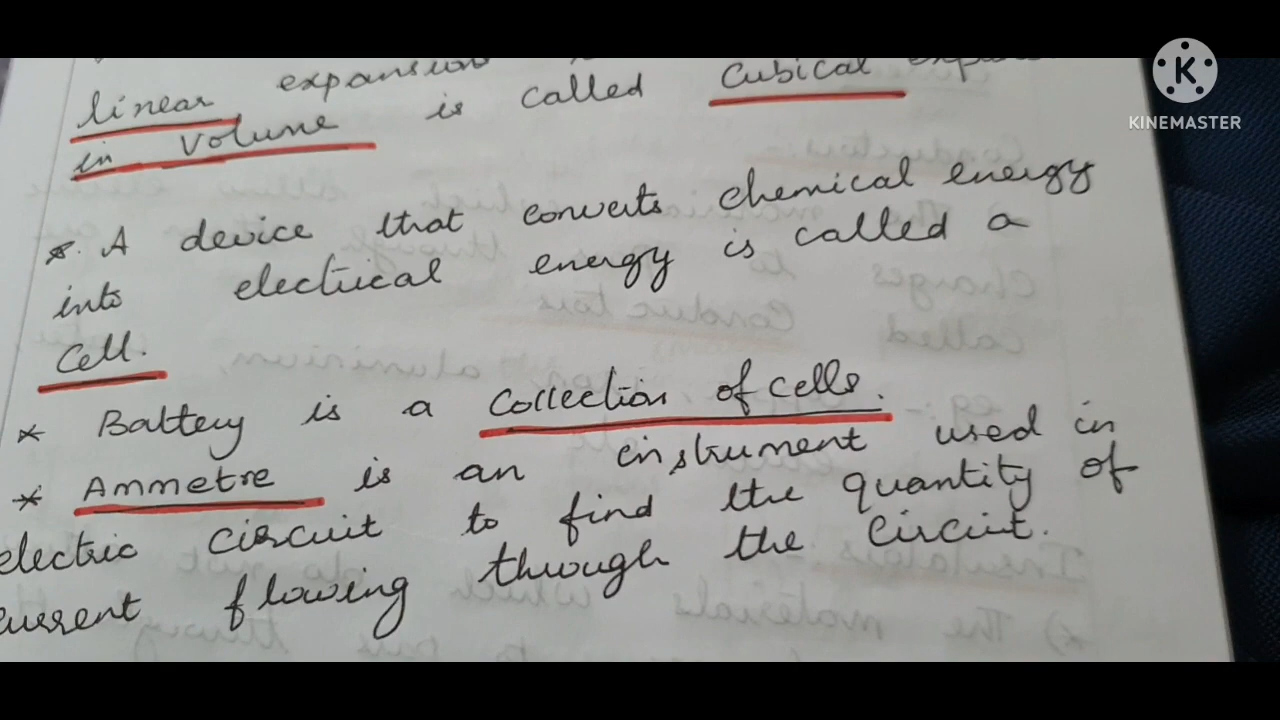 linear expansion
in volume is called Cubical
*. A device that converts chemical energy
into electrical energy is called a
Cell.
* Battery is a Collection of cells.
* Ammetre is an instrument used in
electric circuit to find the quantity of
current flowing through the circuit.
K
KINEMASTER